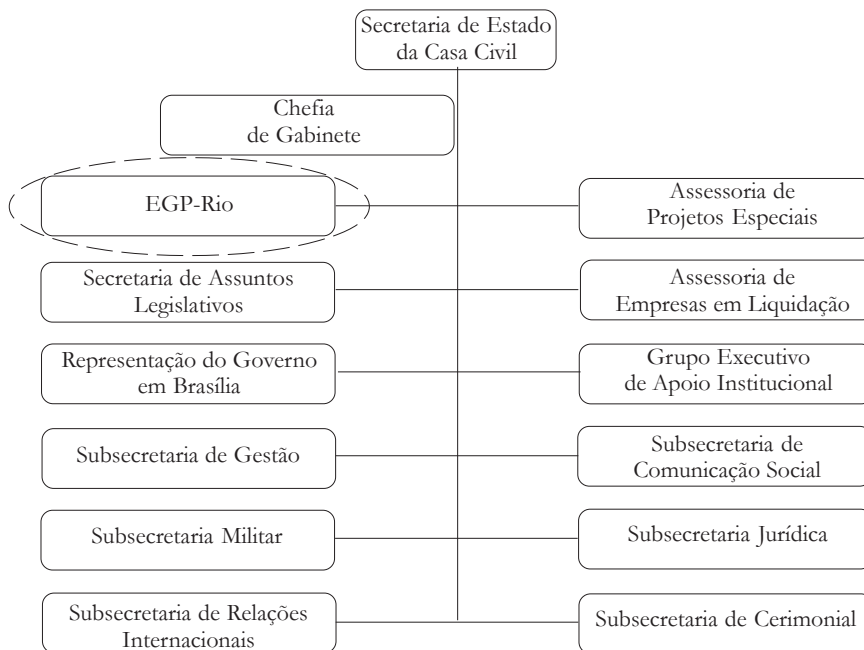 Secretaria de Estado
da Casa Civil
Chefia
de Gabinete
EGP-Rio
Assessoria de
Projetos Especiais
Secretaria de Assuntos
Legislativos
Assessoria de
Empresas em Liquidação
Representação do Governo
em Brasília
Grupo Executivo
de Apoio Institucional
Subsecretaria de Gestão
Subsecretaria de
Comunicação Social
Subsecretaria Militar
Subsecretaria Jurídica
Subsecretaria de Relações
Internacionais
Subsecretaria de Cerimonial